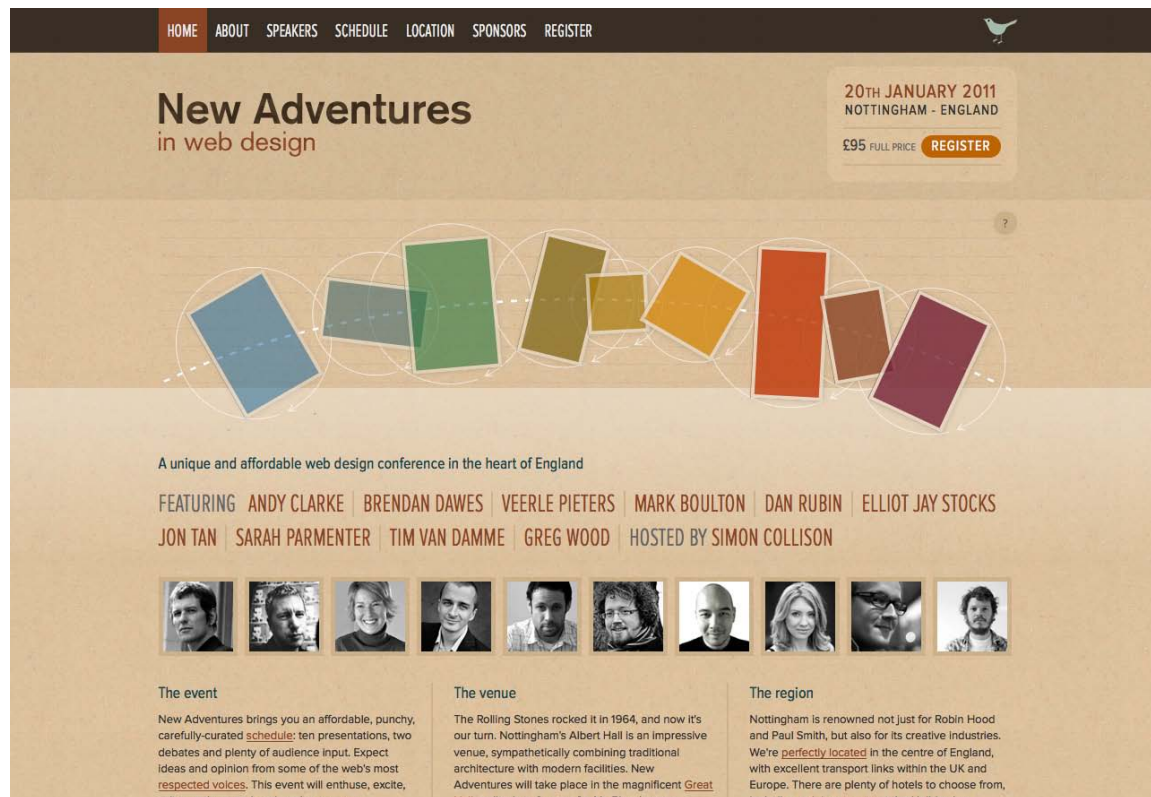 HOME ABOUT SPEAKERS SCHEDULE LOCATION SPONSORS REGISTER
New Adventures
in web design
20TH JANUARY 2011
NOTTINGHAM - ENGLAND
£95 FULL PRICE REGISTER
?
A unique and affordable web design conference in the heart of England
FEATURING ANDY CLARKE BRENDAN DAWES VEERLE PIETERS MARK BOULTON DAN RUBIN ELLIOT JAY STOCKS
JON TAN SARAH PARMENTER TIM VAN DAMME GREG WOOD HOSTED BY SIMON COLLISON
The event
New Adventures brings you an affordable, punchy,
carefully-curated schedule: ten presentations, two
debates and plenty of audience input. Expect
ideas and opinion from some of the web's most
respected voices. This event will enthuse, excite,
The venue
The Rolling Stones rocked it in 1964, and now it's
our turn. Nottingham's Albert Hall is an impressive
venue, sympathetically combining traditional
architecture with modern facilities. New
Adventures will take place in the magnificent Great
The region
Nottingham is renowned not just for Robin Hood
and Paul Smith, but also for its creative industries.
We're perfectly located in the centre of England,
with excellent transport links within the UK and
Europe. There are plenty of hotels to choose from,